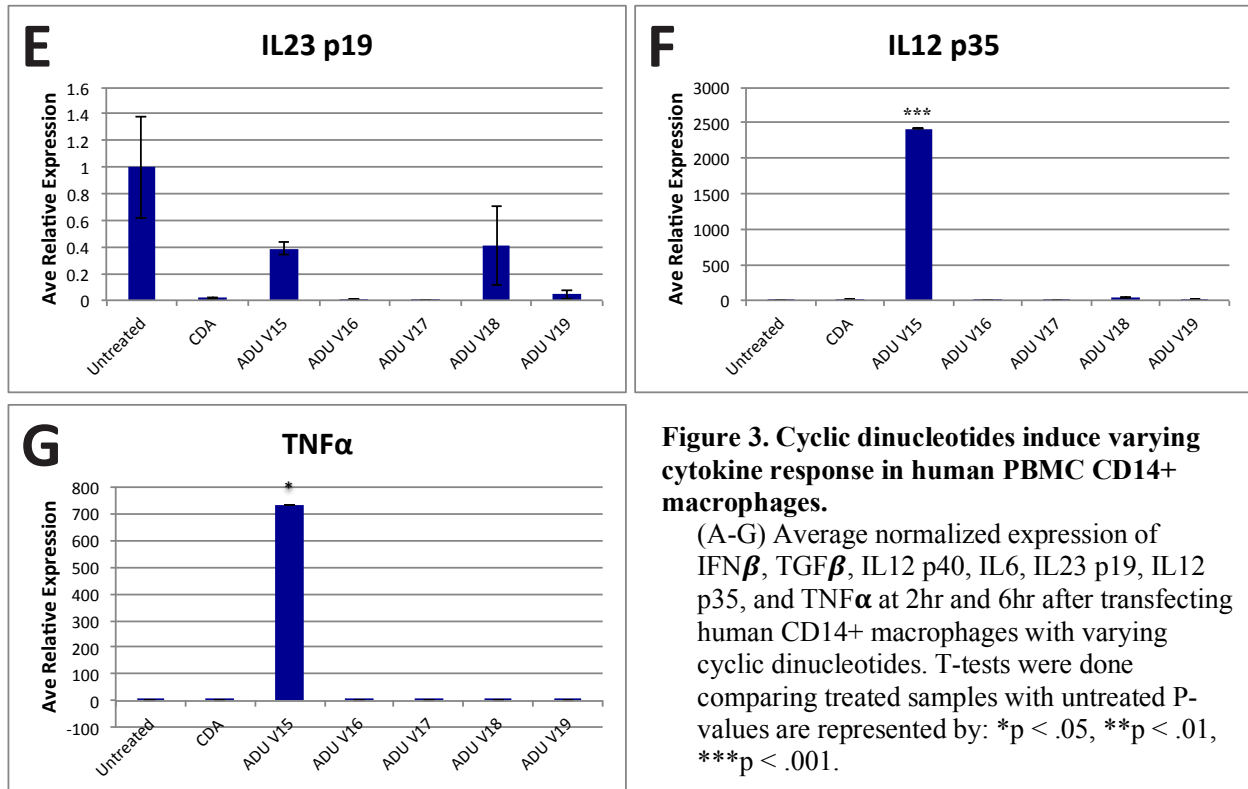 E
IL23 p19
Ave Relative Expression
1.6
1.4
1.2
1
0.8
0.6
0.4
0.2
0
Untreated
CDA
ADU V15
ADU V16
ADU V17
ADU V18
ADU V19
F
IL12 p35
Ave Relative Expression
3000
2500
2000
1500
1000
500
0
***
Untreated
CDA
ADU V15
ADU V16
ADU V17
ADU V18
ADU V19
G
TNFα
Ave Relative Expression
800
700
600
500
400
300
200
100
0
-100
*
Untreated
CDA
ADU V15
ADU V16
ADU V17
ADU V18
ADU V19
Figure 3. Cyclic dinucleotides induce varying
cytokine response in human PBMC CD14+
macrophages.
(A-G) Average normalized expression of
IFNβ, TGFβ, IL12 p40, IL6, IL23 p19, IL12
p35, and TNFα at 2hr and 6hr after transfecting
human CD14+ macrophages with varying
cyclic dinucleotides. T-tests were done
comparing treated samples with untreated P-
values are represented by: *p < .05, **p < .01,
***p < .001.